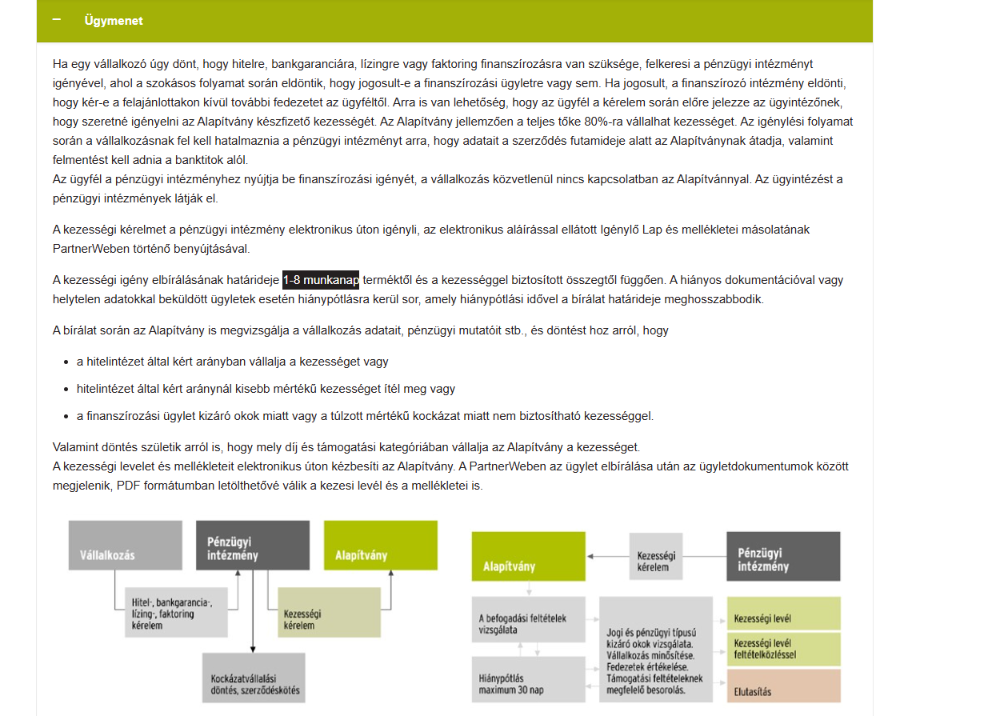 − Ügymenet
Ha egy vállalkozó úgy dönt, hogy hitelre, bankgaranciára, lízingre vagy faktoring finanszírozásra van szüksége, felkeresi a pénzügyi intézményt
igényével, ahol a szokásos folyamat során eldöntik, hogy jogosult-e a finanszírozási ügyletre vagy sem. Ha jogosult, a finanszírozó intézmény eldönti,
hogy kér-e a felajánlottakon kívül további fedezetet az ügyféltől. Arra is van lehetőség, hogy az ügyfél a kérelem során előre jelezze az ügyintézőnek,
hogy szeretné igényelni az Alapítvány készfizető kezességét. Az Alapítvány jellemzően a teljes tőke 80%-ra vállalhat kezességet. Az igénylési folyamat
során a vállalkozásnak fel kell hatalmaznia a pénzügyi intézményt arra, hogy adatait a szerződés futamideje alatt az Alapítványnak átadja, valamint
felmentést kell adnia a banktitok alól.
Az ügyfél a pénzügyi intézményhez nyújtja be finanszírozási igényét, a vállalkozás közvetlenül nincs kapcsolatban az Alapítvánnyal. Az ügyintézést a
pénzügyi intézmények látják el.
A kezességi kérelmet a pénzügyi intézmény elektronikus úton igényli, az elektronikus aláírással ellátott Igénylő Lap és mellékletei másolatának
PartnerWeben történő benyújtásával.
A kezességi igény elbírálásának határideje 1-8 munkanap terméktől és a kezességgel biztosított összegtől függően. A hiányos dokumentációval vagy
helytelen adatokkal beküldött ügyletek esetén hiánypótlásra kerül sor, amely hiánypótlási idővel a bírálat határideje meghosszabbodik.
A bírálat során az Alapítvány is megvizsgálja a vállalkozás adatait, pénzügyi mutatóit stb., és döntést hoz arról, hogy
• a hitelintézet által kért arányban vállalja a kezességet vagy
• hitelintézet által kért aránynál kisebb mértékű kezességet ítél meg vagy
• a finanszírozási ügylet kizáró okok miatt vagy a túlzott mértékű kockázat miatt nem biztosítható kezességgel.
Valamint döntés születik arról is, hogy mely díj és támogatási kategóriában vállalja az Alapítvány a kezességet.
A kezességi levelet és mellékleteit elektronikus úton kézbesíti az Alapítvány. A PartnerWeben az ügylet elbírálása után az ügyletdokumentumok között
megjelenik, PDF formátumban letölthetővé válik a kezesi levél és a mellékletei is.
Vállalkozás
Pénzügyi
intézmény
Alapítvány
Hitel-, bankgarancia-,
lízing-, faktoring
kérelem
Kezességi
kérelem
Kockázatvállalási
döntés, szerződéskötés
Alapítvány
Kezességi
kérelem
Pénzügyi
intézmény
A befogadási feltételek
vizsgálata
Hiánypótlás
maximum 30 nap
Jogi és pénzügyi típusú
kizáró okok vizsgálata.
Vállalkozás minősítése.
Fedezetek értékelése.
Támogatási feltételeknek
megfelelő besorolás.
Kezességi levél
Kezességi levél
feltételközléssel
Elutasítás